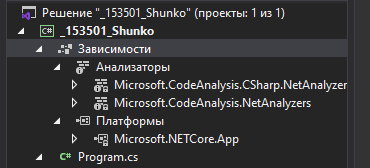 Решение "_153501_Shunko" (проекты: 1 из 1)
_153501_Shunko
Зависимости
Анализаторы
Microsoft.CodeAnalysis.CSharp.NetAnalyzer
Microsoft.CodeAnalysis.NetAnalyzers
Платформы
Microsoft.NETCore.App
C# Program.cs